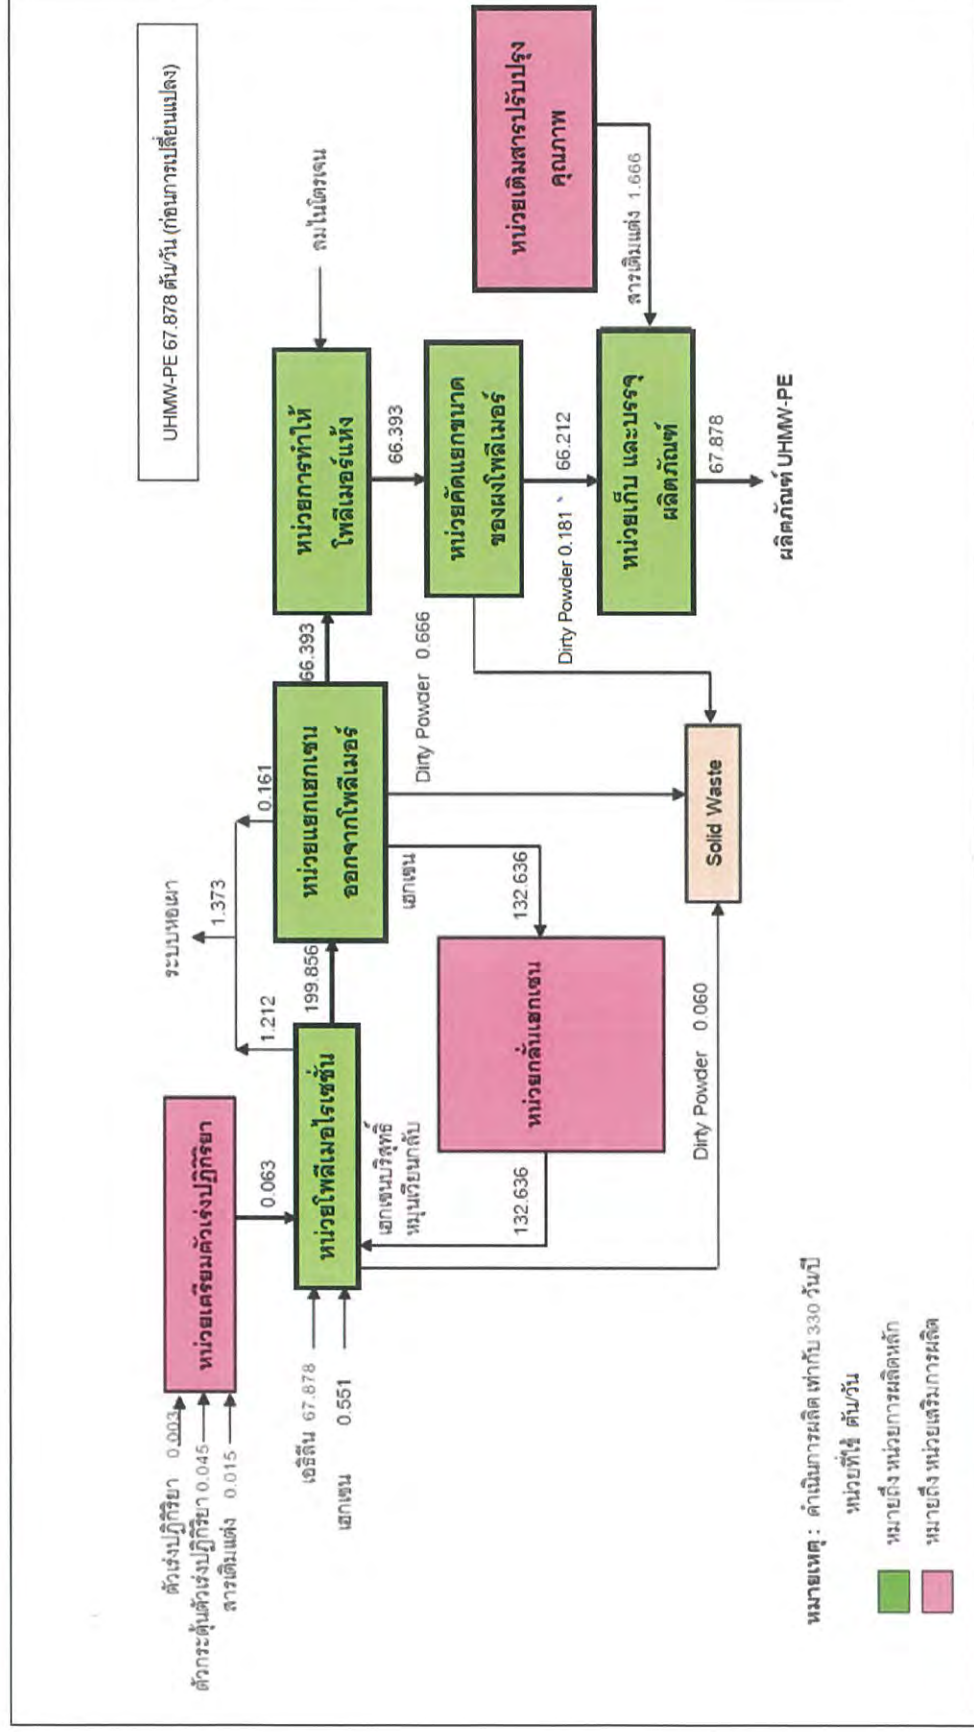 UHMW-PE 67.878 ตัน/วัน (ก่อนการเปลี่ยนแปลง)
ตัวเร่งปฏิกิริยา 0.003
ตัวกระตุ้นตัวเร่งปฏิกิริยา 0.045
สารเติมแต่ง 0.015
หน่วยเตรียมตัวเร่งปฏิกิริยา
0.063
ระบบหอเผา
1.373
1.212
0.161
เอธิลีน 67.878
เฮกเซน 0.551
หน่วยโพลีเมอไรเซชั่น
199.856
หน่วยแยกเฮกเซน
ออกจากโพลีเมอร์
66.393
หน่วยการทำให้
โพลีเมอร์แห้ง
ลมไนโตรเจน
66.393
เฮกเซนบริสุทธิ์
หมุนเวียนกลับ
132.636
หน่วยกลั่นเฮกเซน
เฮกเซน
132.636
Dirty Powder 0.666
หน่วยคัดแยกขนาด
ของผงโพลีเมอร์
66.212
Dirty Powder 0.181
หน่วยเติมสารปรับปรุง
คุณภาพ
สารเติมแต่ง 1.666
หน่วยเก็บ และบรรจุ
ผลิตภัณฑ์
67.878
ผลิตภัณฑ์ UHMW-PE
Dirty Powder 0.060
Solid Waste
หมายเหตุ : ดำเนินการผลิต เท่ากับ 330 วัน/ปี
หน่วยที่ใช้ ตัน/วัน
หมายถึง หน่วยการผลิตหลัก
หมายถึง หน่วยเสริมการผลิต